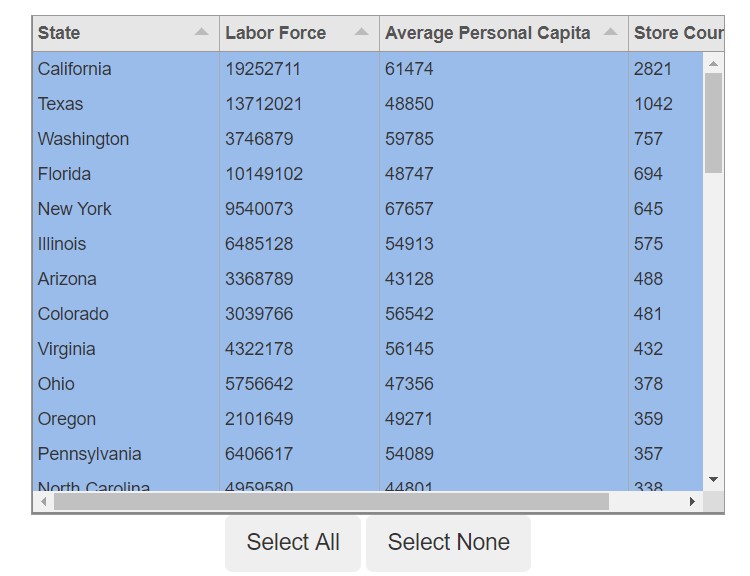 State Labor Force Average Personal Capita Store Cour
California 19252711 61474 2821
Texas 13712021 48850 1042
Washington 3746879 59785 757
Florida 10149102 48747 694
New York 9540073 67657 645
Illinois 6485128 54913 575
Arizona 3368789 43128 488
Colorado 3039766 56542 481
Virginia 4322178 56145 432
Ohio 5756642 47356 378
Oregon 2101649 49271 359
Pennsylvania 6406617 54089 357
North Carolina 4959580 44801 338
Select All Select None